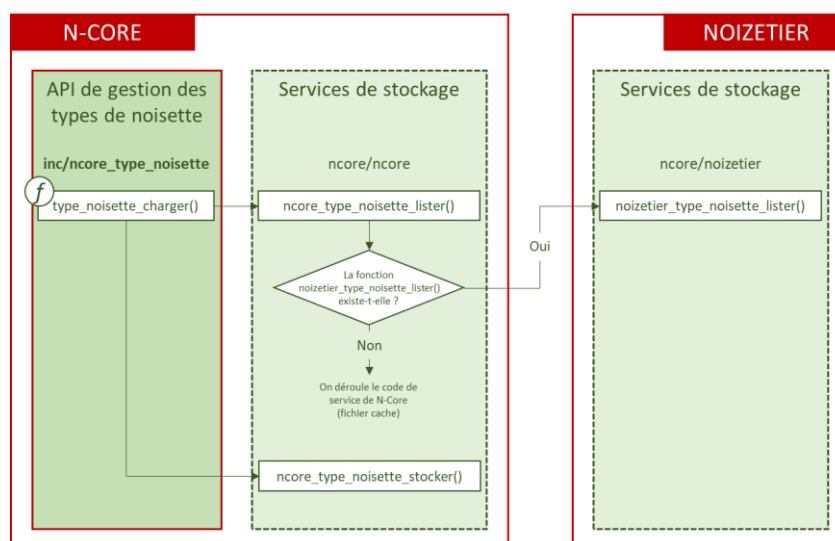 N-CORE
NOIZETIER
API de gestion des
types de noisette
Services de stockage
Services de stockage
inc/ncore_type_noisette
ncore/ncore
ncore/noizetier
f
type_noisette_charger()
ncore_type_noisette_lister()
noizetier_type_noisette_lister()
Oui
La fonction
noizetier_type_noisette_lister()
existe-t-elle ?
Non
On déroule le code de
service de N-Core
(fichier cache)
ncore_type_noisette_stocker()